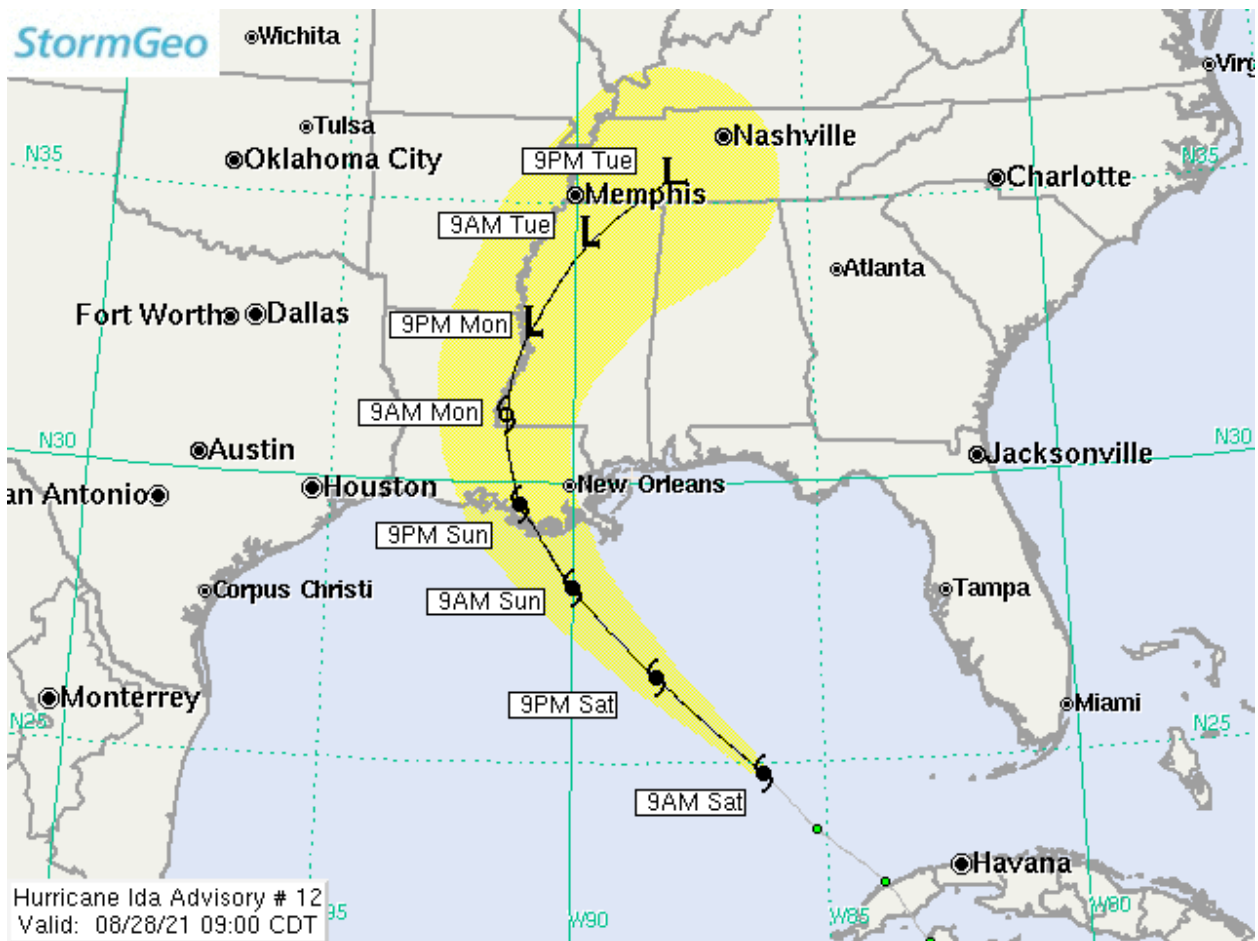 StormGeo
Wichita
Virg
Tulsa
Nashville
9PM Tue
N35
Oklahoma City
N35
Memphis
Charlotte
9AM Tue
Atlanta
Fort Worth
Dallas
9PM Mon
9AM Mon
N30
Austin
Jacksonville
N30
an Antonio
Houston
New Orleans
9PM Sun
Corpus Christi
9AM Sun
Tampa
Monterrey
9PM Sat
Miami
N25
N25
9AM Sat
Havana
Hurricane Ida Advisory # 12
Valid: 08/28/21 09:00 CDT
95
W90
W85
W80